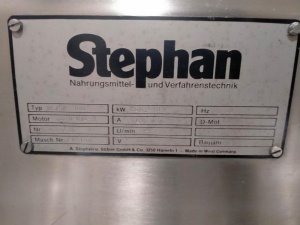 Stephan
Nahrungsmittel- und Verfahrenstechnik
Typ kW Hz
Motor A D-Mot
Nr U/min
Masch.Nr V Baujahr
A. Stephan u. Söhne GmbH & Co. 3250 Hameln 1 Made in West Germany